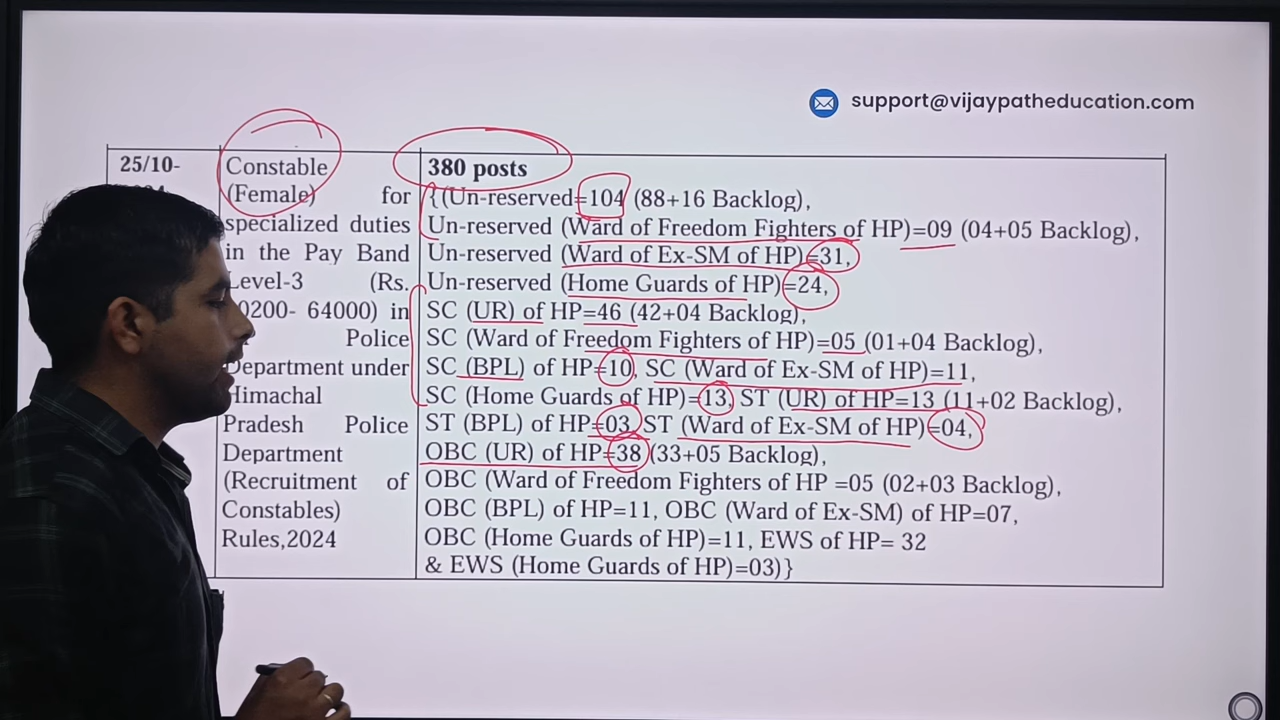 support@vijaypatheducation.com
25/10-
Constable
(Female) for
specialized duties
in the Pay Band
Level-3 (Rs.
0200- 64000) in
Police
Department under
Himachal
Pradesh Police
Department
(Recruitment of
Constables)
Rules,2024
380 posts
{(Un-reserved=104 (88+16 Backlog),
Un-reserved (Ward of Freedom Fighters of HP)=09 (04+05 Backlog),
Un-reserved (Ward of Ex-SM of HP)=31,
Un-reserved (Home Guards of HP)=24,
SC (UR) of HP=46 (42+04 Backlog),
SC (Ward of Freedom Fighters of HP)=05 (01+04 Backlog),
SC (BPL) of HP=10, SC (Ward of Ex-SM of HP)=11,
SC (Home Guards of HP)=13, ST (UR) of HP=13 (11+02 Backlog),
ST (BPL) of HP=03, ST (Ward of Ex-SM of HP)=04,
OBC (UR) of HP=38 (33+05 Backlog),
OBC (Ward of Freedom Fighters of HP =05 (02+03 Backlog),
OBC (BPL) of HP=11, OBC (Ward of Ex-SM) of HP=07,
OBC (Home Guards of HP)=11, EWS of HP= 32
& EWS (Home Guards of HP)=03)}